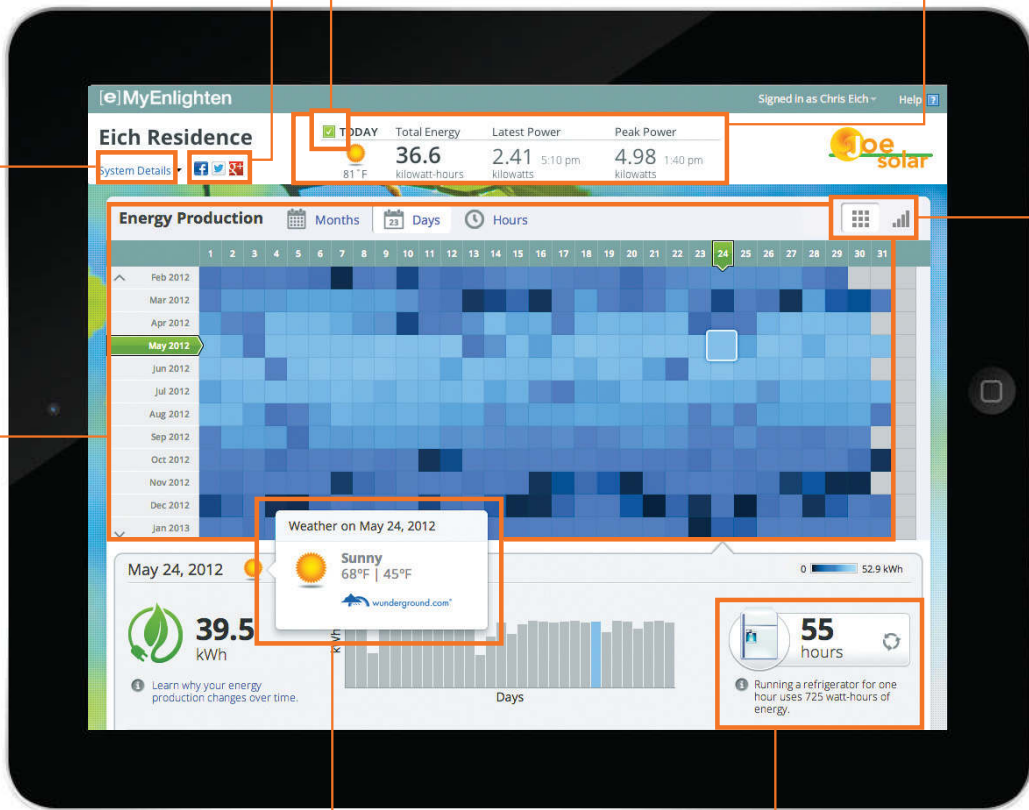 [e]MyEnlighten
Signed in as Chris Eich
Help ?
Eich Residence
System Details
TODAY
81°F
Total Energy
36.6
kilowatt-hours
Latest Power
2.41 5:10 pm
kilowatts
Peak Power
4.98 1:40 pm
kilowatts
Joe
solar
Energy Production
Months
23 Days
Hours
1 2 3 4 5 6 7 8 9 10 11 12 13 14 15 16 17 18 19 20 21 22 23 24 25 26 27 28 29 30 31
Feb 2012
Mar 2012
Apr 2012
May 2012
Jun 2012
Jul 2012
Aug 2012
Sep 2012
Oct 2012
Nov 2012
Dec 2012
Jan 2013
Weather on May 24, 2012
Sunny
68°F | 45°F
wunderground.com
May 24, 2012
0 52.9 kWh
39.5
kWh
Learn why your energy
production changes over time.
kWh
Days
55
hours
Running a refrigerator for one
hour uses 725 watt-hours of
energy.